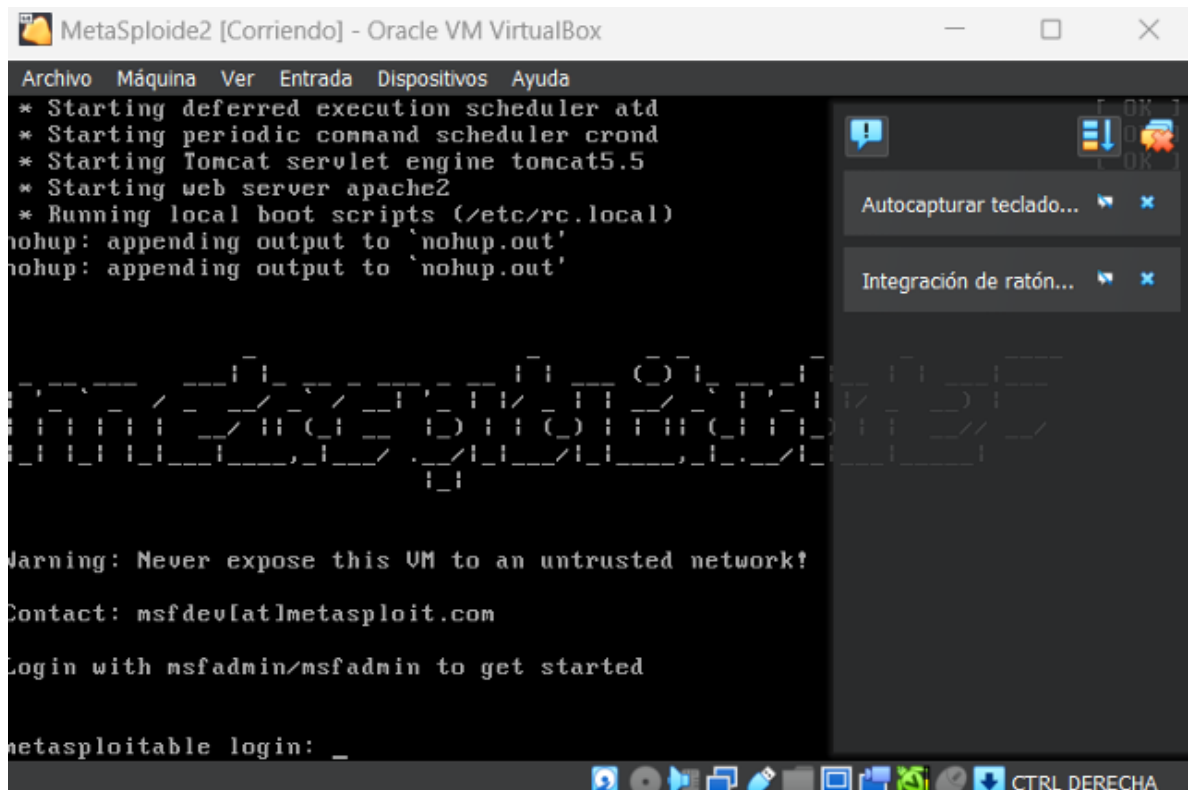 MetaSploide2 [Corriendo] - Oracle VM VirtualBox
Archivo Máquina Ver Entrada Dispositivos Ayuda
* Starting deferred execution scheduler atd [ OK ]
* Starting periodic command scheduler crond
* Starting Tomcat servlet engine tomcat5.5 [ OK ]
* Starting web server apache2
* Running local boot scripts (/etc/rc.local)
nohup: appending output to `nohup.out'
nohup: appending output to `nohup.out'
Autocapturar teclado...
Integración de ratón...
metasploitable2
Warning: Never expose this VM to an untrusted network!
Contact: msfdev[at]metasploit.com
Login with msfadmin/msfadmin to get started
metasploitable login: _
CTRL DERECHA